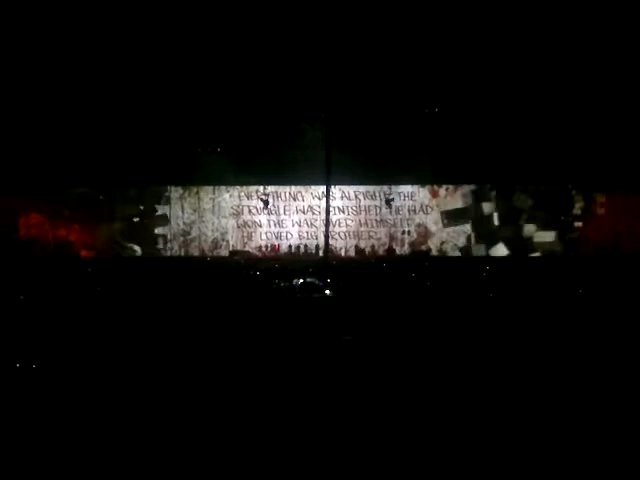 EVERYTHING WAS ALRIGHT THE
STRUGGLE WAS FINISHED. HE HAD
WON THE WAR OVER HIMSELF.
HE LOVED BIG BROTHER.